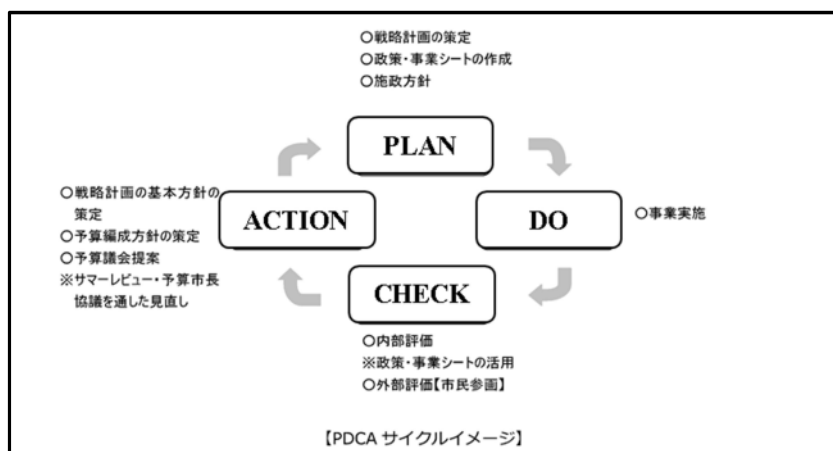 ○戦略計画の策定
○政策・事業シートの作成
○施政方針
PLAN
○戦略計画の基本方針の
策定
○予算編成方針の策定
○予算議会提案
※サマーレビュー・予算市長
協議を通した見直し
ACTION
DO
○事業実施
CHECK
○内部評価
※政策・事業シートの活用
○外部評価【市民参画】
【PDCA サイクルイメージ】